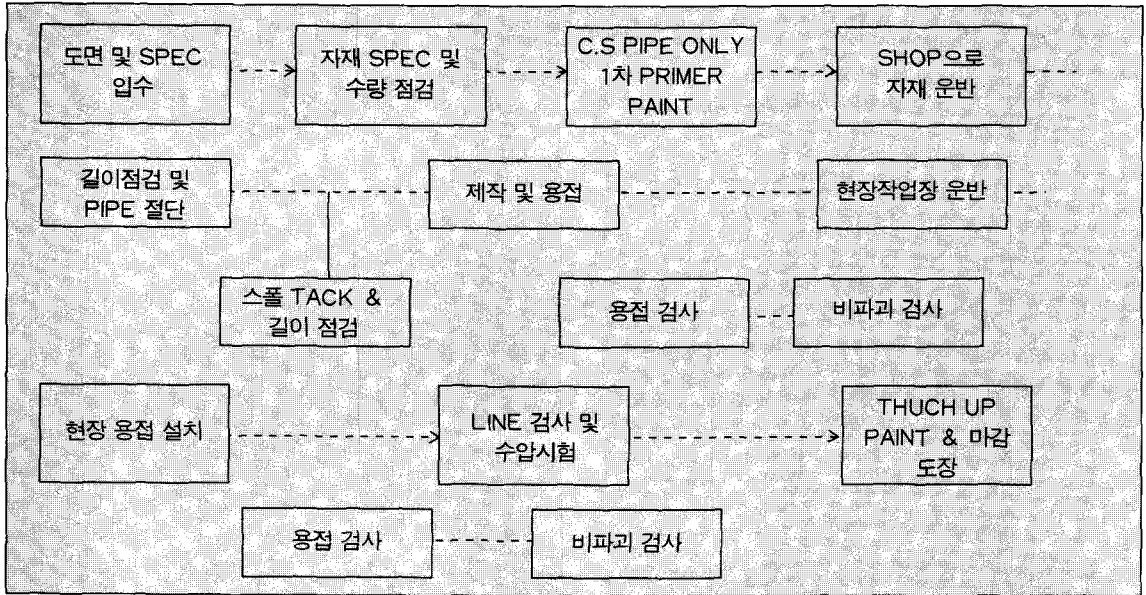 도면 및 SPEC
입수
자재 SPEC 및
수량 점검
C.S PIPE ONLY
1차 PRIMER
PAINT
SHOP으로
자재 운반
길이점검 및
PIPE 절단
제작 및 용접
현장작업장 운반
스폴 TACK &
길이 점검
용접 검사
비파괴 검사
현장 용접 설치
LINE 검사 및
수압시험
THUCH UP
PAINT & 마감
도장
용접 검사
비파괴 검사